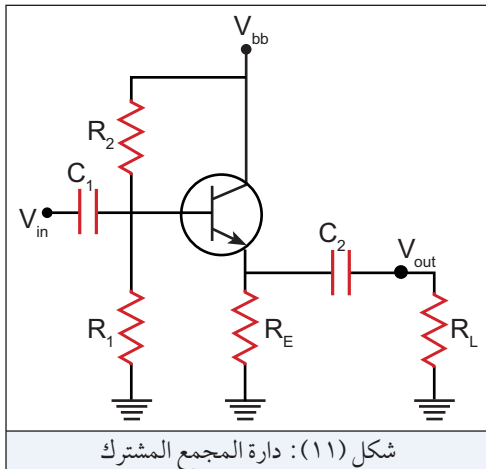 V_bb
R_2
C_1
V_in
C_2
V_out
R_1
R_E
R_L
شكل (١١): دارة المجمع المشترك